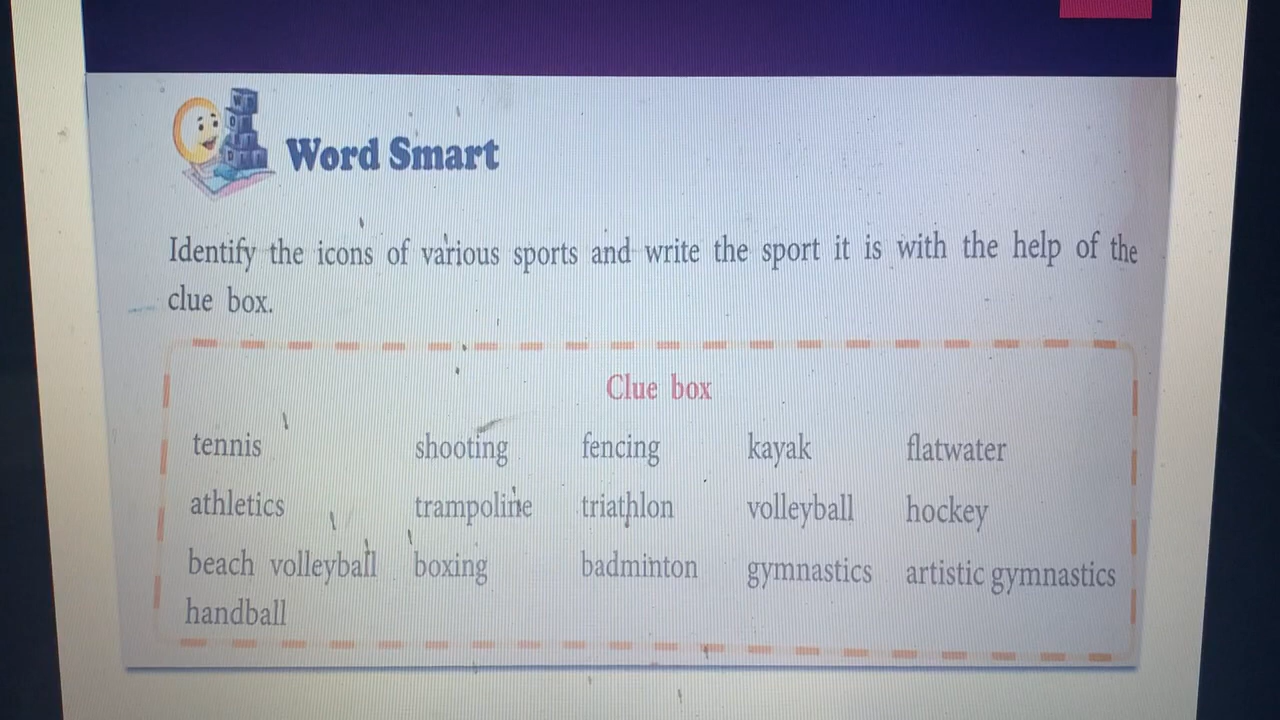 Word Smart
Identify the icons of various sports and write the sport it is with the help of the
clue box.
Clue box
tennis shooting fencing kayak flatwater
athletics trampoline triathlon volleyball hockey
beach volleyball boxing badminton gymnastics artistic gymnastics
handball